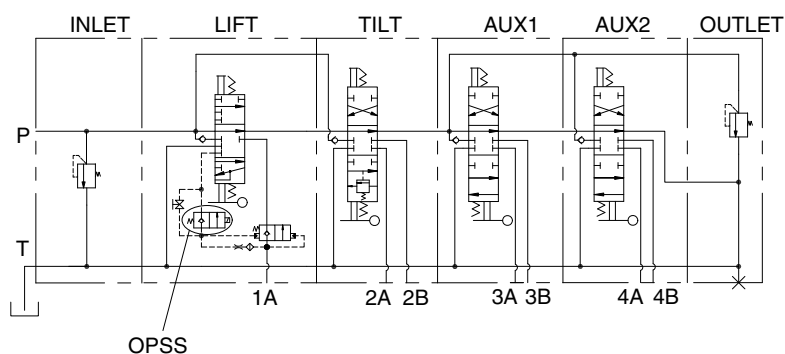 INLET LIFT TILT AUX1 AUX2 OUTLET
P
T
1A 2A 2B 3A 3B 4A 4B
OPSS